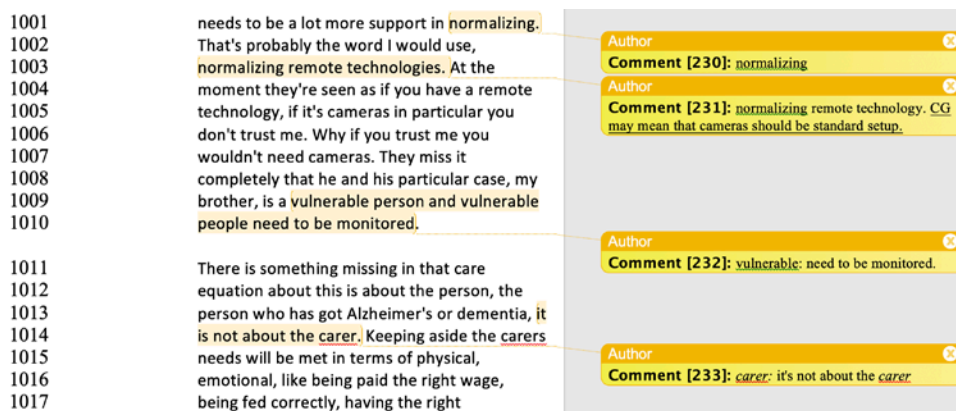 1001 needs to be a lot more support in normalizing.
1002 That's probably the word I would use,
1003 normalizing remote technologies. At the
1004 moment they're seen as if you have a remote
1005 technology, if it's cameras in particular you
1006 don't trust me. Why if you trust me you
1007 wouldn't need cameras. They miss it
1008 completely that he and his particular case, my
1009 brother, is a vulnerable person and vulnerable
1010 people need to be monitored.
1011 There is something missing in that care
1012 equation about this is about the person, the
1013 person who has got Alzheimer's or dementia, it
1014 is not about the carer. Keeping aside the carers
1015 needs will be met in terms of physical,
1016 emotional, like being paid the right wage,
1017 being fed correctly, having the right
Author
Comment [230]: normalizing
Author
Comment [231]: normalizing remote technology. CG
may mean that cameras should be standard setup.
Author
Comment [232]: vulnerable: need to be monitored.
Author
Comment [233]: carer: it's not about the carer